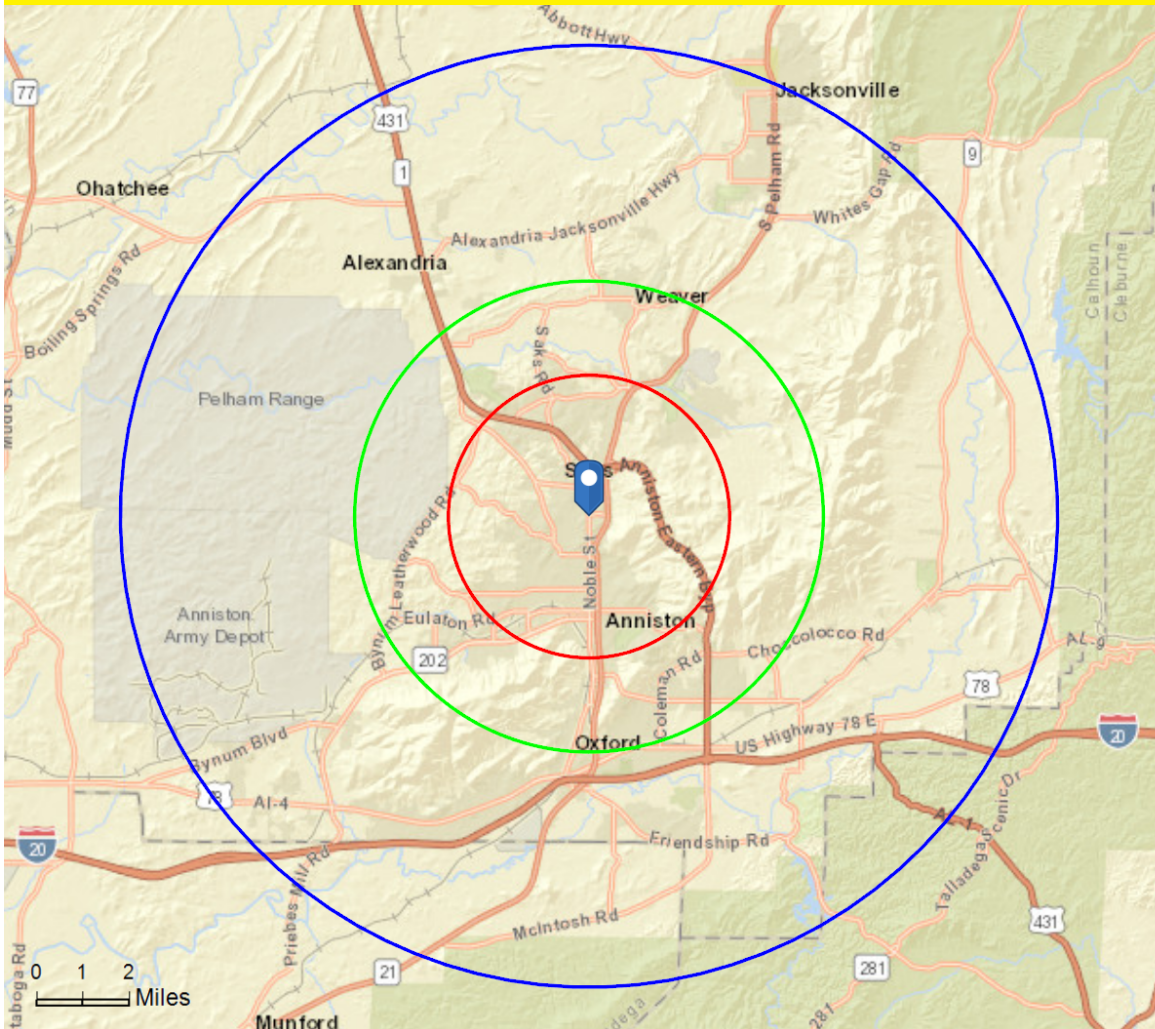 Abbott Hwy
77
Jacksonville
431
9
1
S Pelham Rd
Whites Gap Rd
Ohatchee
Alexandria Jacksonville Hwy
Alexandria
Calhoun
Cleburne
Boiling Springs Rd
Weaver
Saks Rd
Pelham Range
Anniston Eastern Byp
Bynum Leatherwood Rd
Noble St
Anniston
Army Depot
Eulaton Rd
Anniston
Choccolocco Rd
AL-9
202
Coleman Rd
78
Oxford
US Highway 78 E
20
Bynum Blvd
78
Al-4
20
Friendship Rd
Talladega Scenic Dr
Priebes Mill Rd
McIntosh Rd
431
21
281
281
0 1 2
Miles
Munford